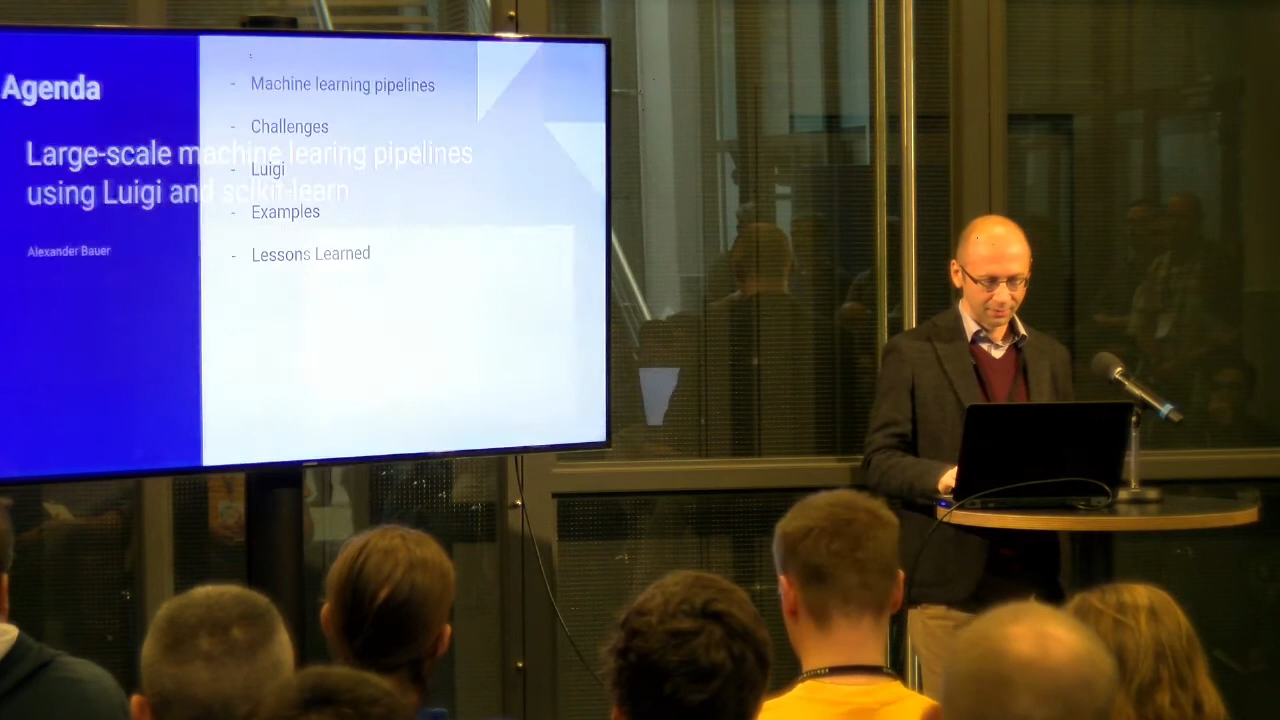 Agenda
- Machine learning pipelines
- Challenges
Large-scale machine learing pipelines
- Luigi
using Luigi and scikit-learn
- Examples
Alexander Bauer
- Lessons Learned